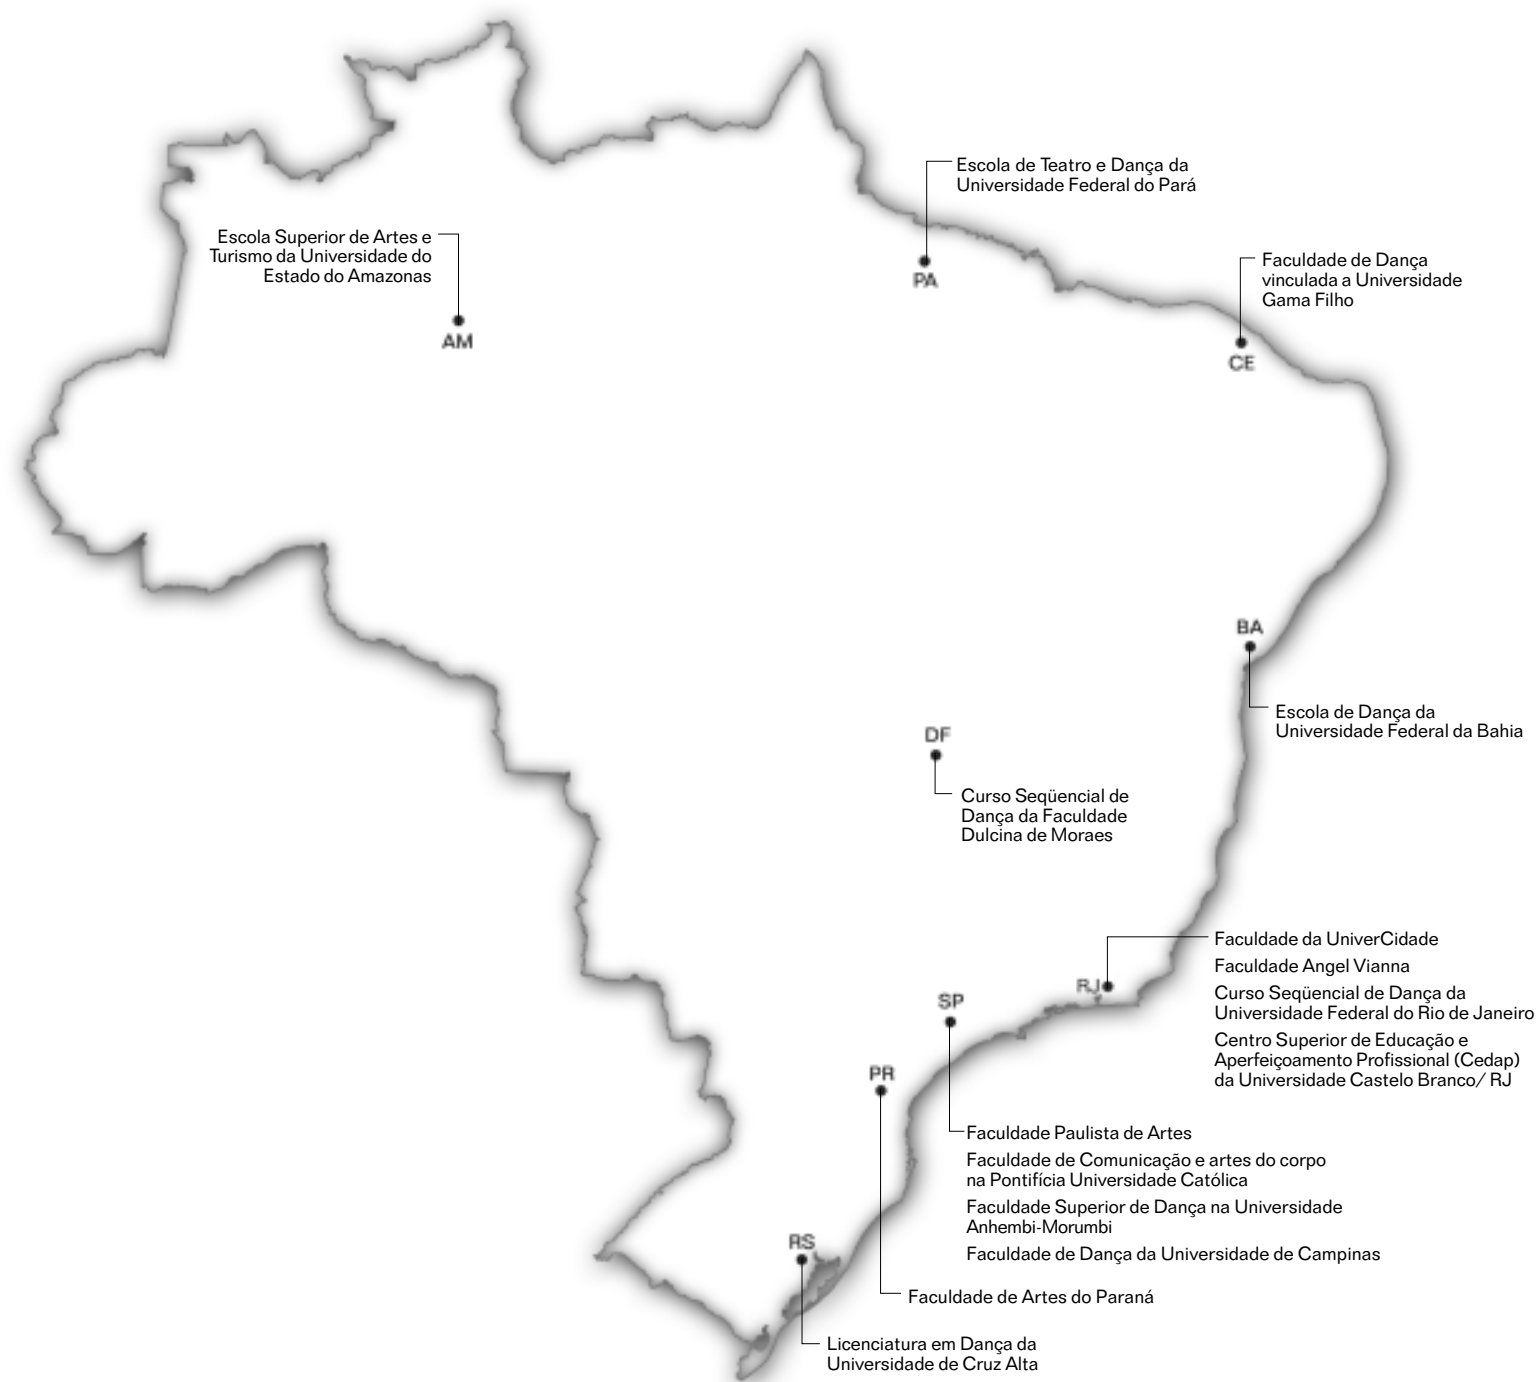 Escola de Teatro e Dança da
Universidade Federal do Pará
PA
Escola Superior de Artes e
Turismo da Universidade do
Estado do Amazonas
AM
Faculdade de Dança
vinculada a Universidade
Gama Filho
CE
BA
Escola de Dança da
Universidade Federal da Bahia
DF
Curso Seqüencial de
Dança da Faculdade
Dulcina de Moraes
RJ
Faculdade da UniverCidade
Faculdade Angel Vianna
Curso Seqüencial de Dança da
Universidade Federal do Rio de Janeiro
Centro Superior de Educação e
Aperfeiçoamento Profissional (Cedap)
da Universidade Castelo Branco/ RJ
SP
Faculdade Paulista de Artes
Faculdade de Comunicação e artes do corpo
na Pontifícia Universidade Católica
Faculdade Superior de Dança na Universidade
Anhembi-Morumbi
Faculdade de Dança da Universidade de Campinas
PR
Faculdade de Artes do Paraná
RS
Licenciatura em Dança da
Universidade de Cruz Alta